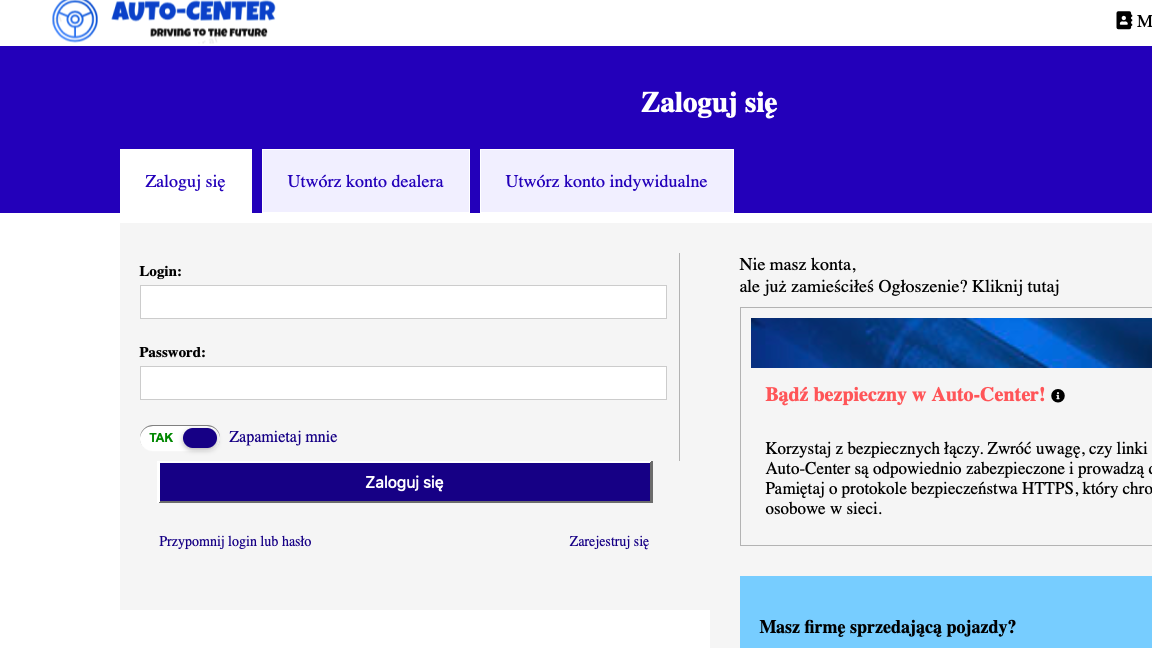 AUTO-CENTER
DRIVING TO THE FUTURE
M
Zaloguj się
Zaloguj się
Utwórz konto dealera
Utwórz konto indywidualne
Login:
Password:
TAK
Zapamietaj mnie
Zaloguj się
Przypomnij login lub hasło
Zarejestruj się
Nie masz konta,
ale już zamieściłeś Ogłoszenie? Kliknij tutaj
Bądź bezpieczny w Auto-Center!
Korzystaj z bezpiecznych łączy. Zwróć uwagę, czy linki
Auto-Center są odpowiednio zabezpieczone i prowadzą d
Pamiętaj o protokole bezpieczeństwa HTTPS, który chro
osobowe w sieci.
Masz firmę sprzedającą pojazdy?